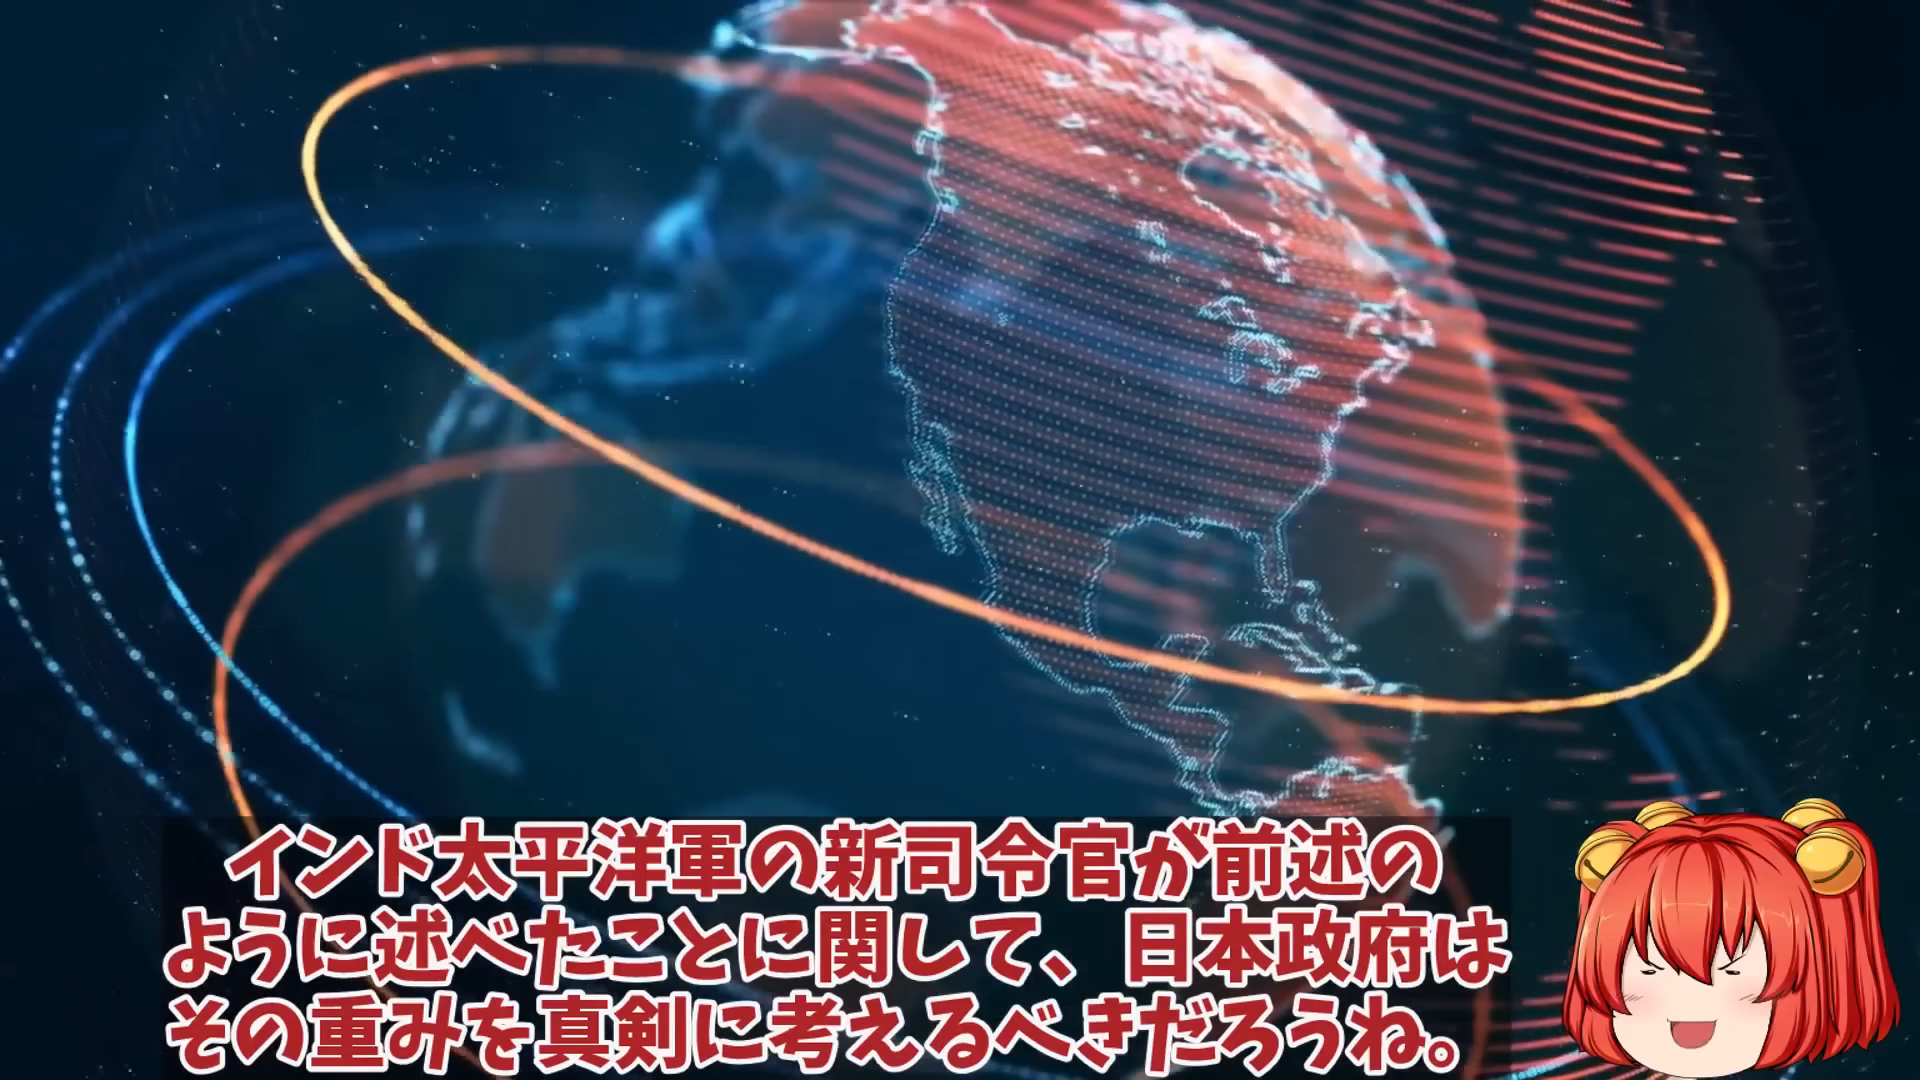 インド太平洋軍の新司令官が前述の
ように述べたことに関して、日本政府は
その重みを真剣に考えるべきだろうね。